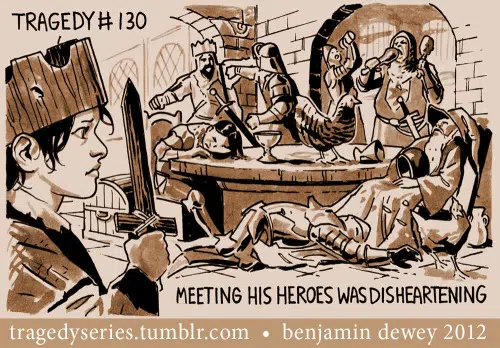 TRAGEDY # 130
MEETING HIS HEROES WAS DISHEARTENING
tragedyseries.tumblr.com • benjamin dewey 2012